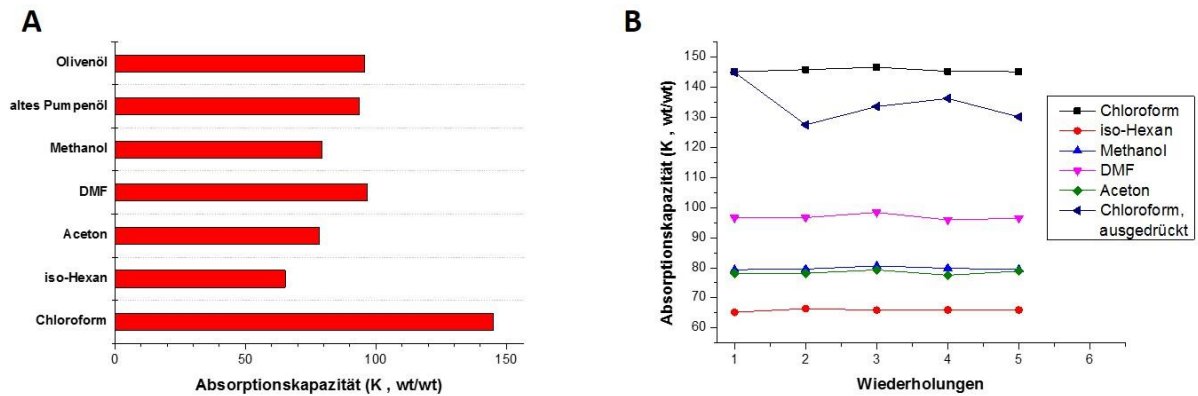 A
Olivenöl
altes Pumpenöl
Methanol
DMF
Aceton
iso-Hexan
Chloroform
0 50 100 150
Absorptionskapazität (K , wt/wt)
B
Absorptionskapazität (K , wt/wt)
150
140
130
120
110
100
90
80
70
60
1 2 3 4 5 6
Wiederholungen
Chloroform
iso-Hexan
Methanol
DMF
Aceton
Chloroform,
ausgedrückt